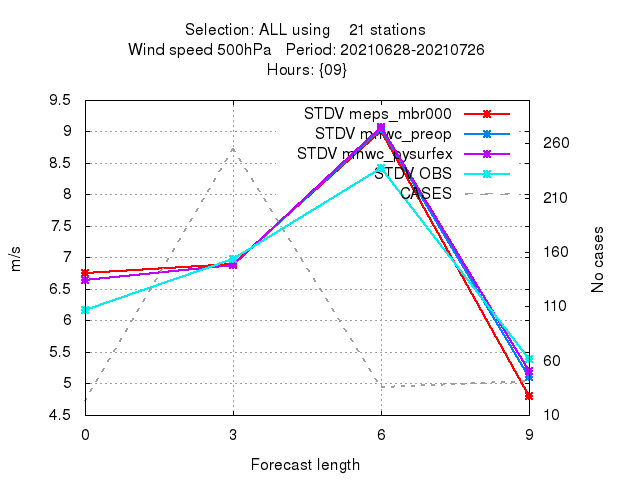 Selection: ALL using    21 stations
Wind speed 500hPa   Period: 20210628-20210726
Hours: {09}
STDV meps_mbr000
STDV mnwc_preop
STDV mnwc_pysurfex
STDV OBS
CASES
9.5
9
8.5
8
7.5
7
6.5
6
5.5
5
4.5
260
210
160
110
60
10
m/s
No cases
0 3 6 9
Forecast length